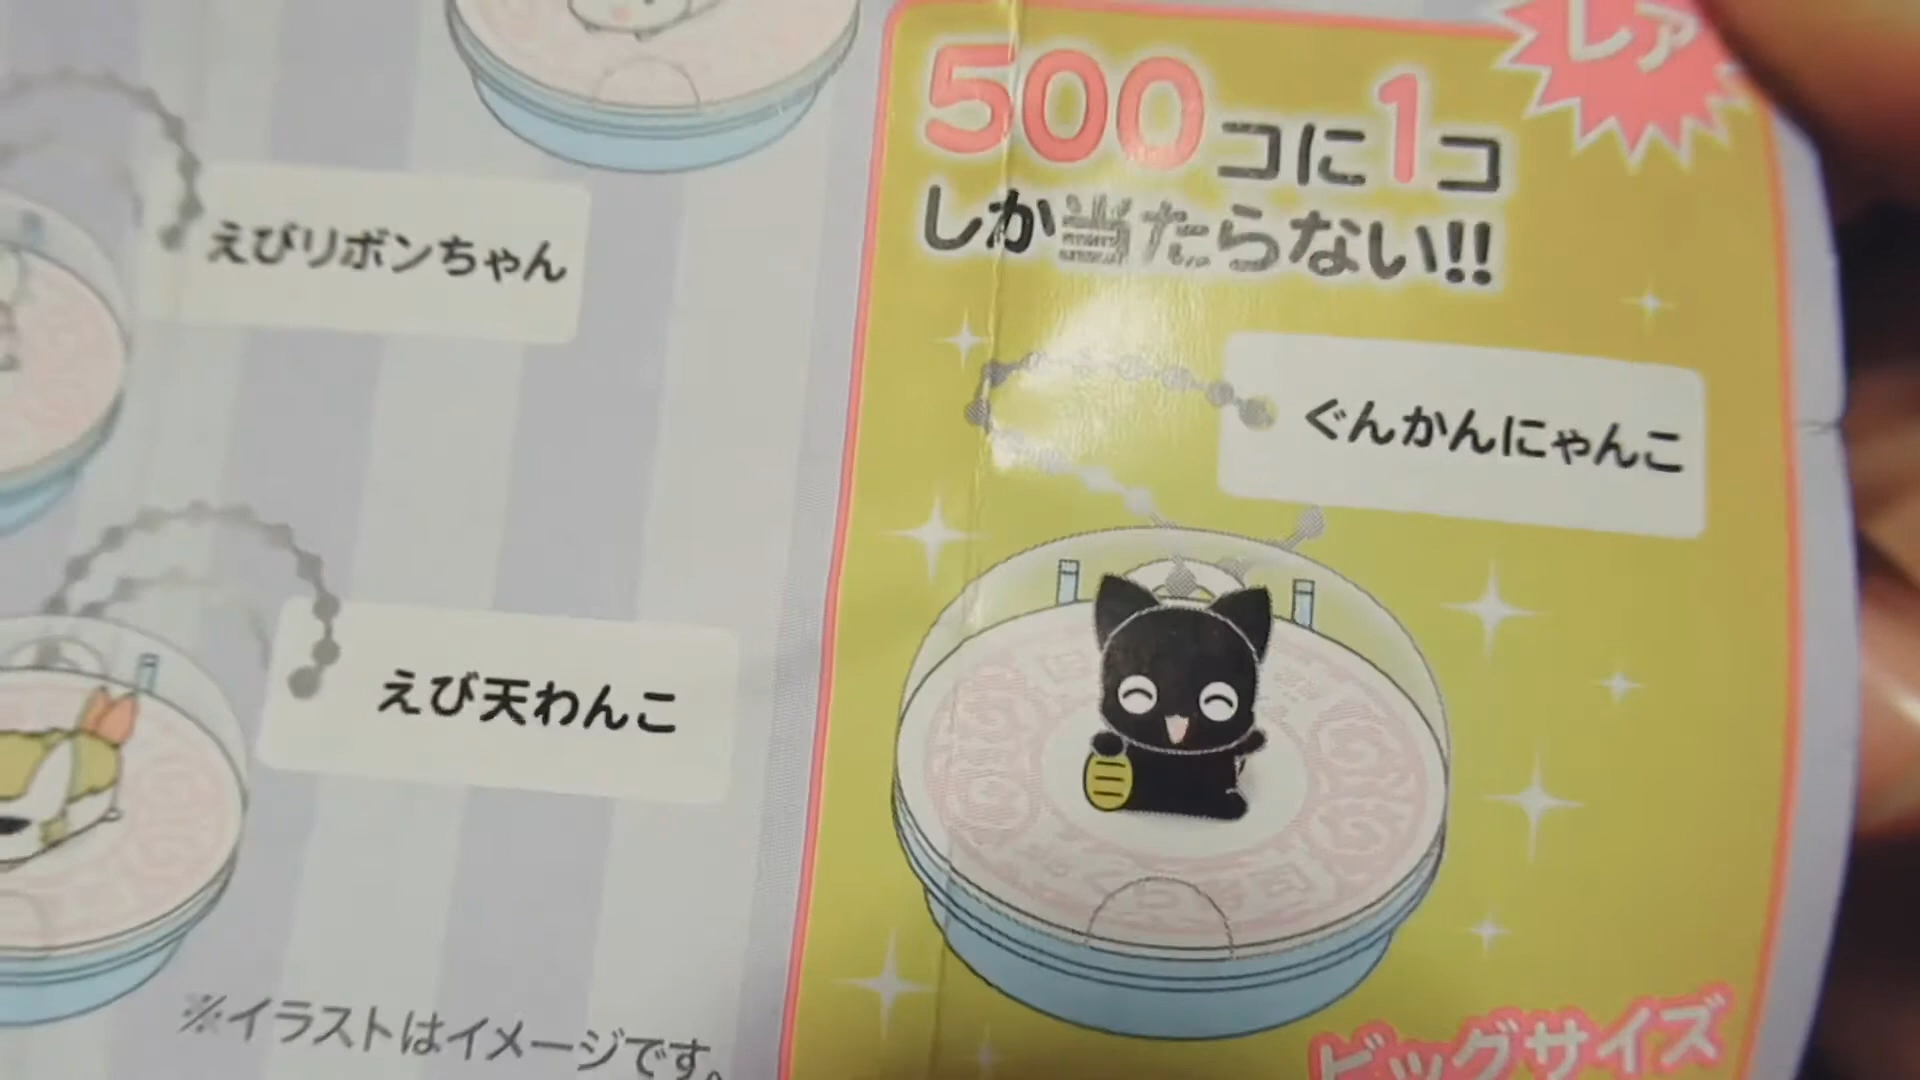 レア
500コに1コ
しか当たらない!!
えびリボンちゃん
ぐんかんにゃんこ
えび天わんこ
※イラストはイメージです。
ビッグサイズ